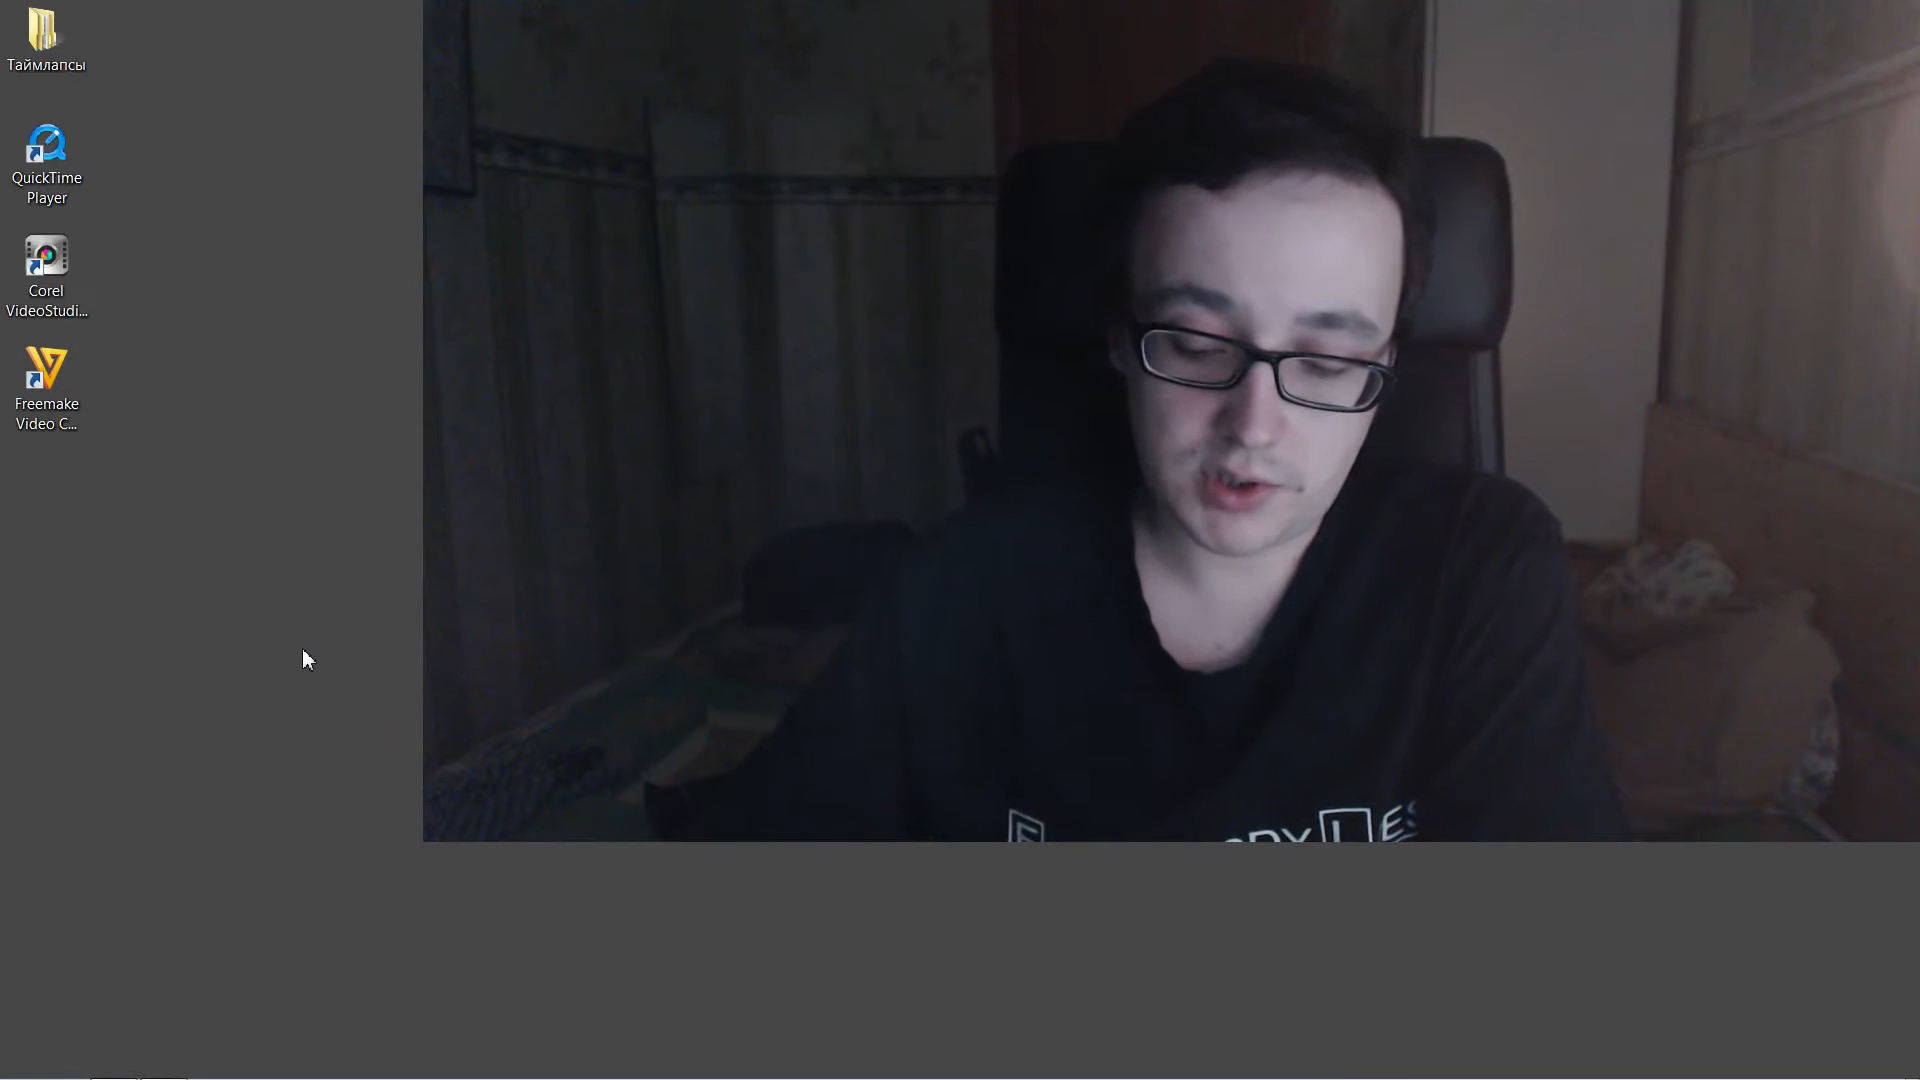 Таймлапсы
QuickTime
Player
Corel
VideoStudi...
Freemake
Video C...